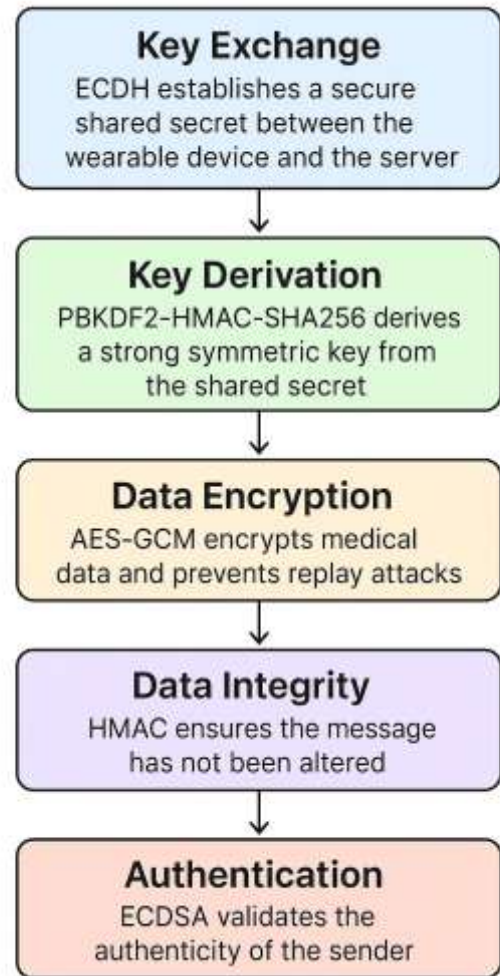 Key Exchange
ECDH establishes a secure
shared secret between the
wearable device and the server
Key Derivation
PBKDF2-HMAC-SHA256 derives
a strong symmetric key from
the shared secret
Data Encryption
AES-GCM encrypts medical
data and prevents replay attacks
Data Integrity
HMAC ensures the message
has not been altered
Authentication
ECDSA validates the
authenticity of the sender